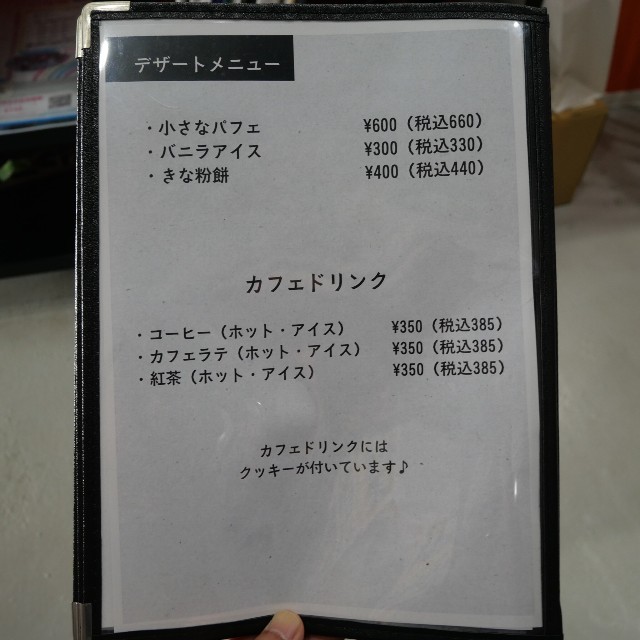 デザートメニュー
・小さなパフェ ¥600（税込660）
・バニラアイス ¥300（税込330）
・きな粉餅 ¥400（税込440）
カフェドリンク
・コーヒー（ホット・アイス） ¥350（税込385）
・カフェラテ（ホット・アイス） ¥350（税込385）
・紅茶（ホット・アイス） ¥350（税込385）
カフェドリンクには
クッキーが付いています♪